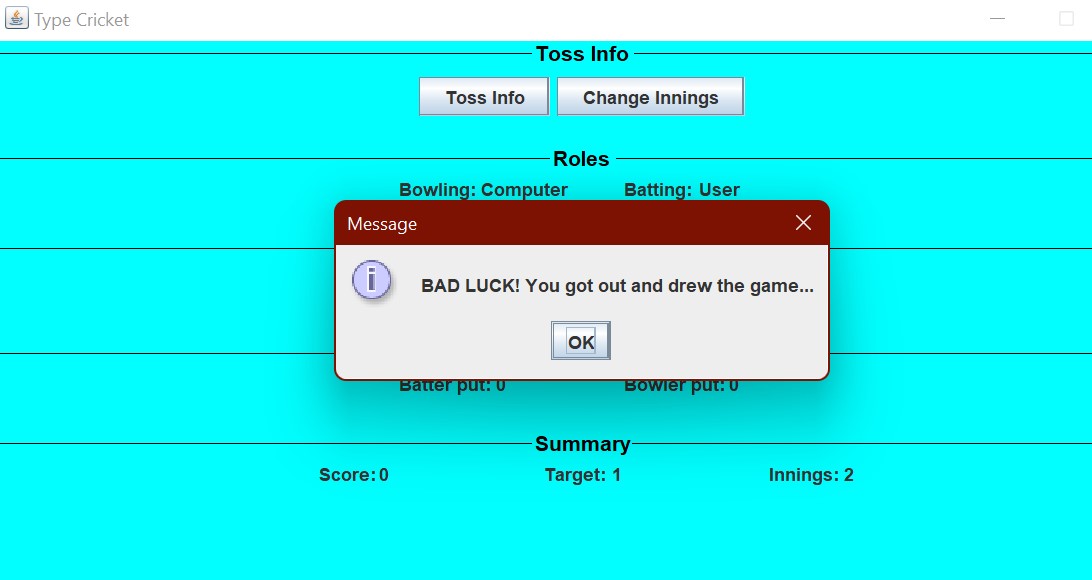 Type Cricket
Toss Info
Toss Info Change Innings
Roles
Bowling: Computer Batting: User
Message
BAD LUCK! You got out and drew the game...
OK
Batter put: 0 Bowler put: 0
Summary
Score: 0 Target: 1 Innings: 2